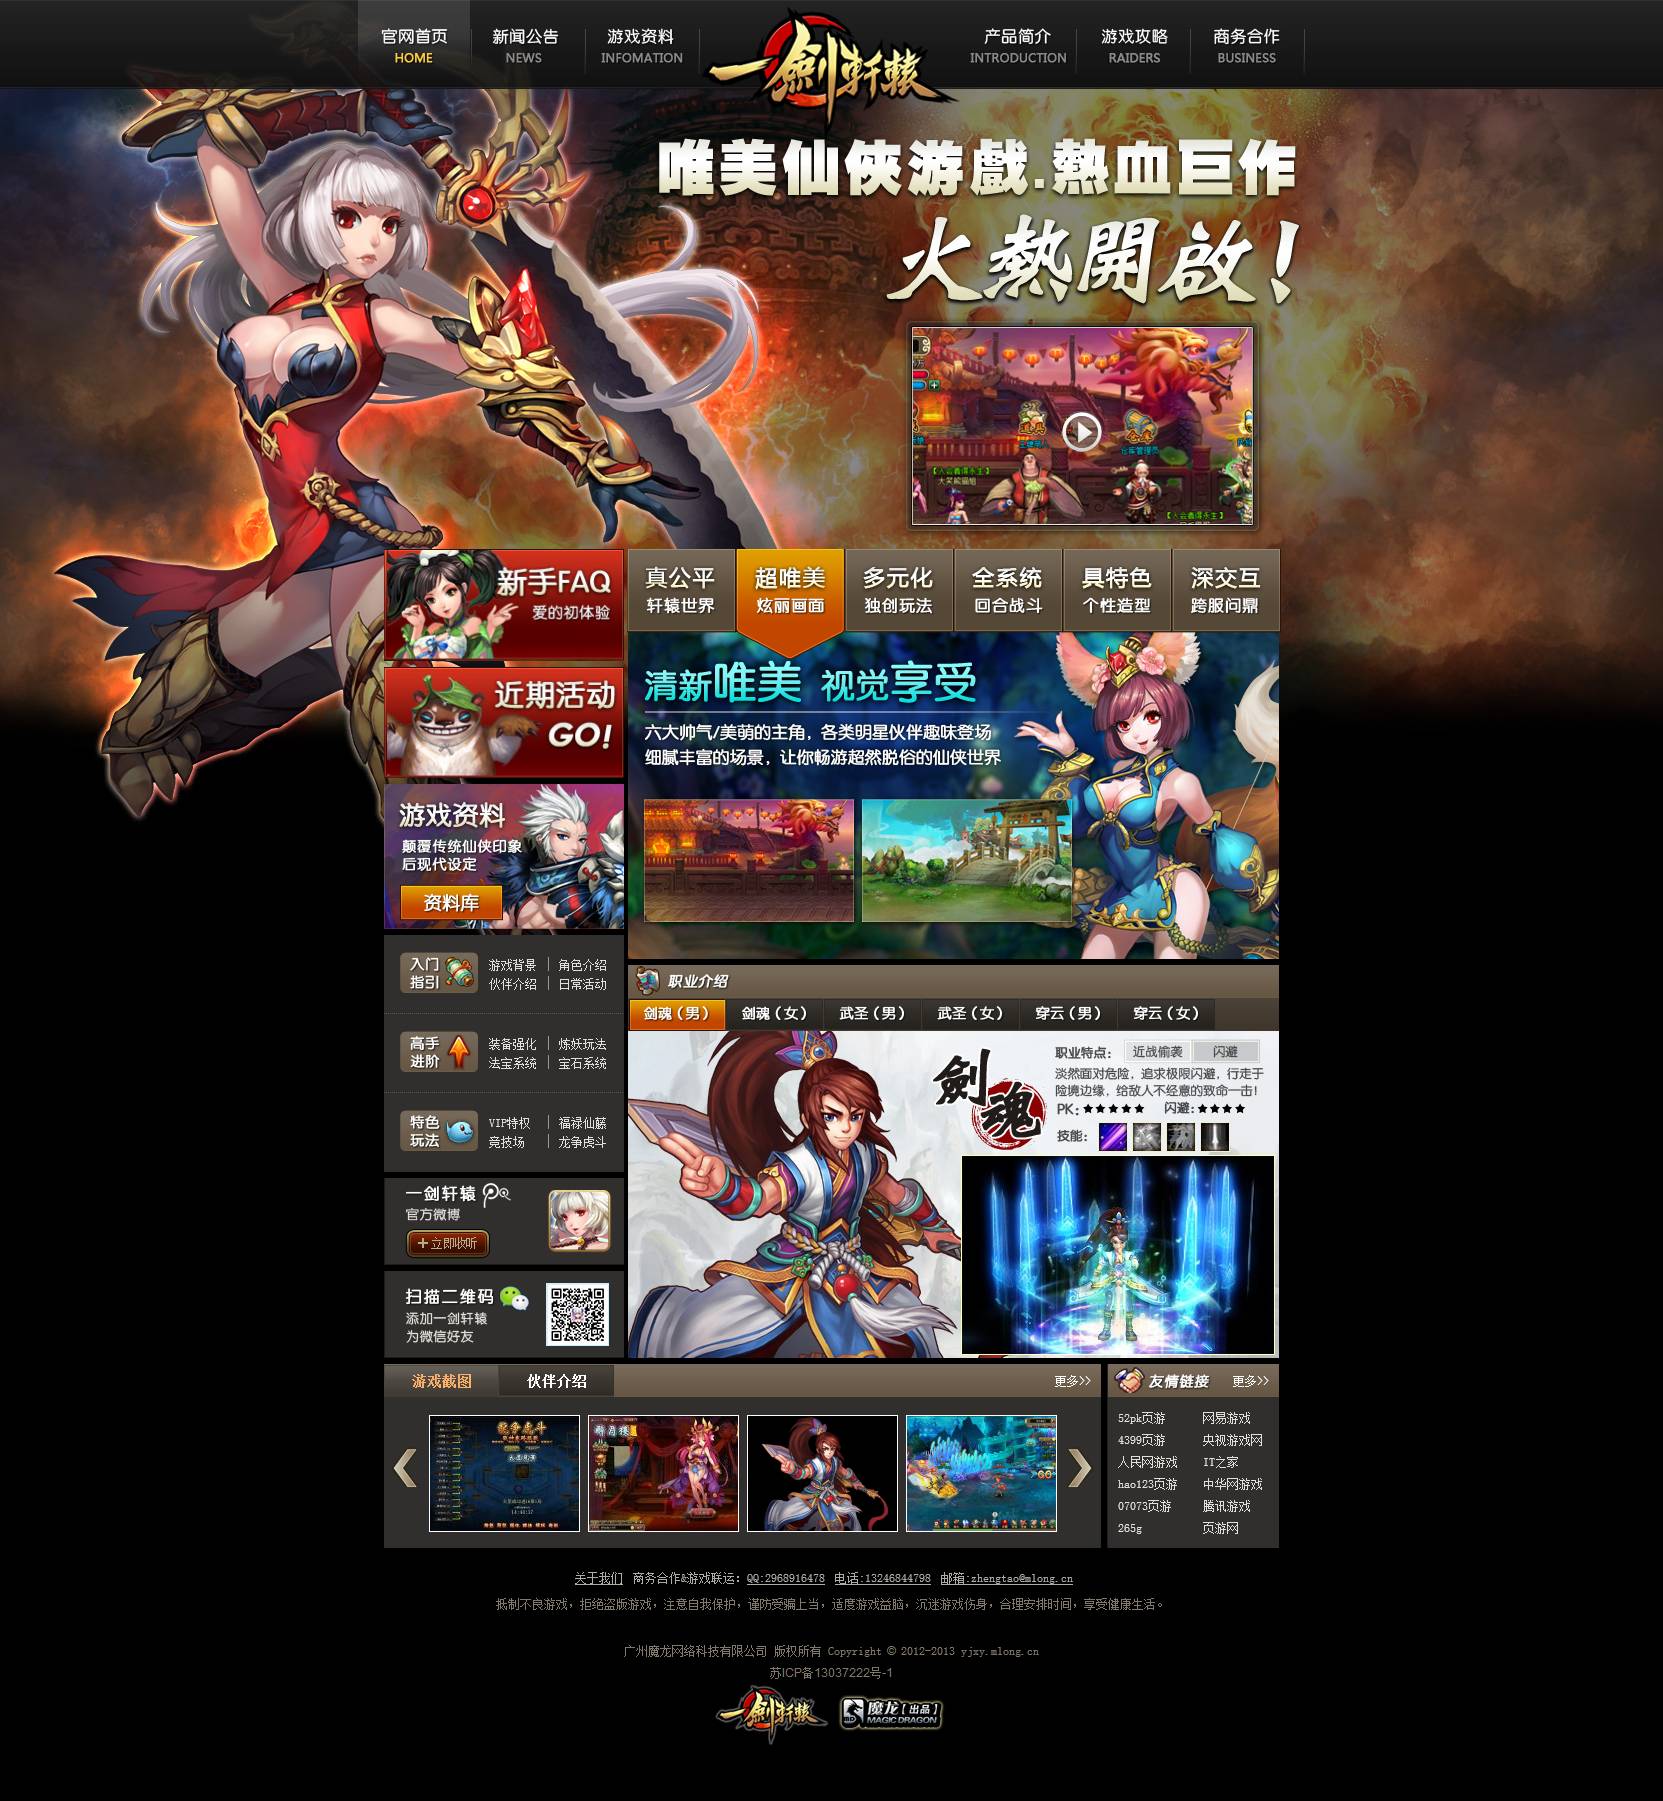 官网首页
HOME
新闻公告
NEWS
游戏资料
INFOMATION
一劍軒轅
产品简介
INTRODUCTION
游戏攻略
RAIDERS
商务合作
BUSINESS
唯美仙俠游戲.熱血巨作
火熱開啟!
新手FAQ
爱的初体验
近期活动
GO!
游戏资料
颠覆传统仙侠印象
后现代设定
资料库
真公平
轩辕世界
超唯美
炫丽画面
多元化
独创玩法
全系统
回合战斗
具特色
个性造型
深交互
跨服问鼎
清新唯美 视觉享受
六大帅气/美萌的主角，各类明星伙伴趣味登场
细腻丰富的场景，让你畅游超然脱俗的仙侠世界
入门
指引
游戏背景 | 角色介绍
伙伴介绍 | 日常活动
高手
进阶
装备强化 | 炼妖玩法
法宝系统 | 宝石系统
特色
玩法
VIP特权 | 福禄仙藤
竞技场 | 龙争虎斗
一剑轩辕
官方微博
+立即收听
扫描二维码
添加一剑轩辕
为微信好友
职业介绍
剑魂（男）
剑魂（女）
武圣（男）
武圣（女）
穿云（男）
穿云（女）
劍魂
职业特点：
近战偷袭
闪避
淡然面对危险，追求极限闪避，行走于
险境边缘，给敌人不经意的致命一击！
PK:★★★★★ 闪避:★★★★
技能：
游戏截图
伙伴介绍
更多>>
友情链接
更多>>
52pk页游 网易游戏
4399页游 央视游戏网
人民网游戏 IT之家
hao123页游 中华网游戏
07073页游 腾讯游戏
265g 页游网
关于我们 商务合作&游戏联运：QQ:2968916478 电话:13246844798 邮箱:zhengtao@mlong.cn
抵制不良游戏，拒绝盗版游戏，注意自我保护，谨防受骗上当，适度游戏益脑，沉迷游戏伤身，合理安排时间，享受健康生活。
广州魔龙网络科技有限公司 版权所有 Copyright © 2012-2013 yjxy.mlong.cn
苏ICP备13037222号-1
一劍軒轅
魔龙【出品】
MAGIC DRAGON